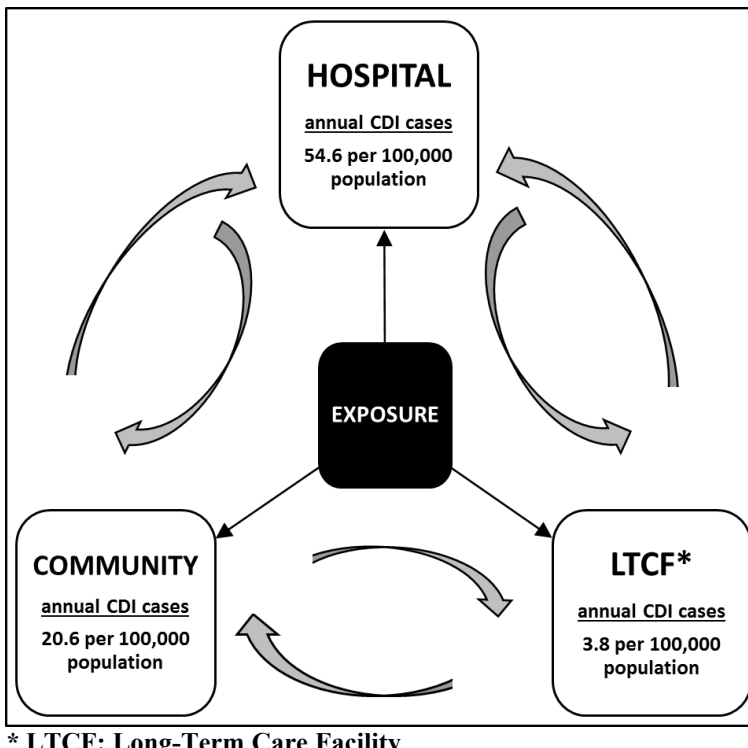 HOSPITAL
annual CDI cases
54.6 per 100,000
population
EXPOSURE
COMMUNITY
annual CDI cases
20.6 per 100,000
population
LTCF*
annual CDI cases
3.8 per 100,000
population
* LTCF: Long-Term Care Facility